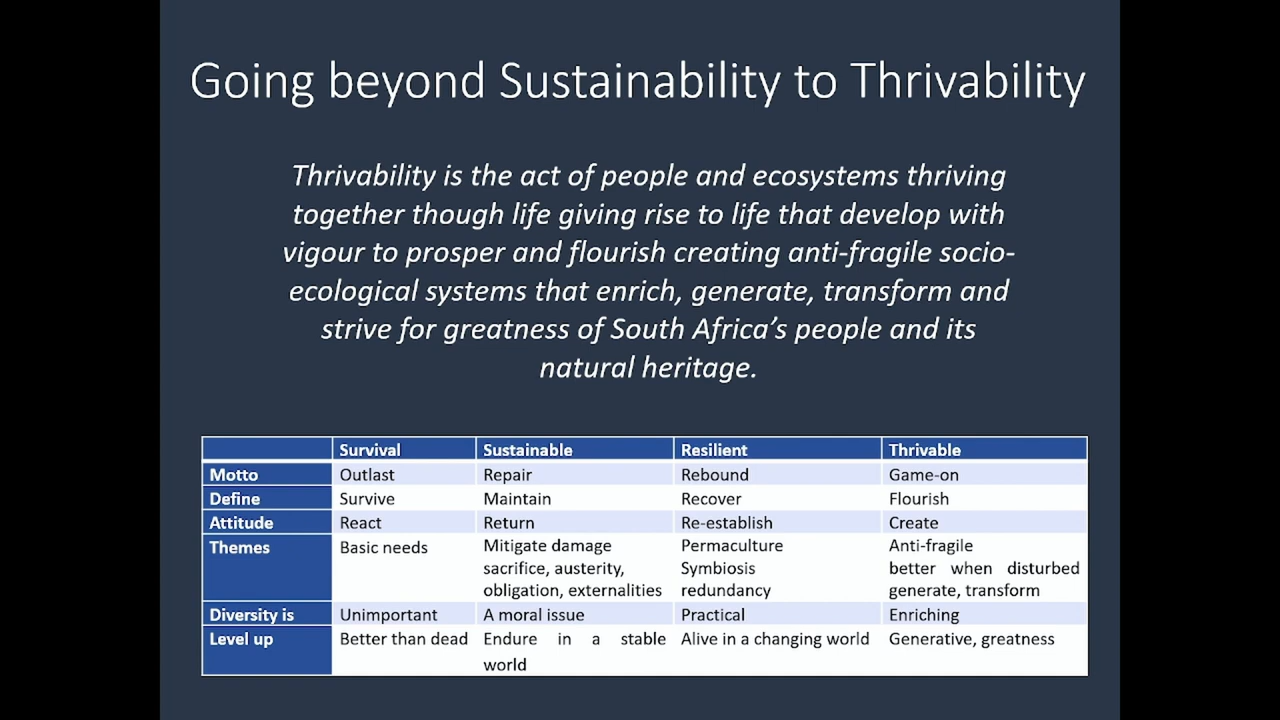 Going beyond Sustainability to Thrivability
Thrivability is the act of people and ecosystems thriving
together though life giving rise to life that develop with
vigour to prosper and flourish creating anti-fragile socio-
ecological systems that enrich, generate, transform and
strive for greatness of South Africa’s people and its
natural heritage.
Survival Sustainable Resilient Thrivable
Motto Outlast Repair Rebound Game-on
Define Survive Maintain Recover Flourish
Attitude React Return Re-establish Create
Themes Basic needs Mitigate damage Permaculture Anti-fragile
sacrifice, austerity, Symbiosis better when disturbed
obligation, externalities redundancy generate, transform
Diversity is Unimportant A moral issue Practical Enriching
Level up Better than dead Endure in a stable Alive in a changing world Generative, greatness
world